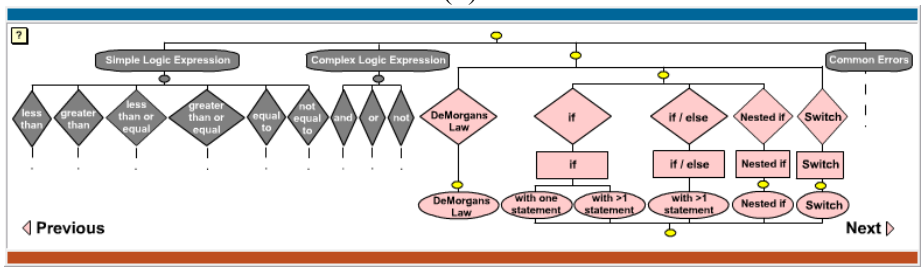 ?
Simple Logic Expression
Complex Logic Expression
Common Errors
less than
greater than
less than or equal
greater than or equal
equal to
not equal to
and
or
not
DeMorgans Law
if
if / else
Nested if
Switch
if
if / else
Nested if
Switch
DeMorgans Law
with one statement
with >1 statement
with >1 statement
Nested if
Switch
Previous
Next